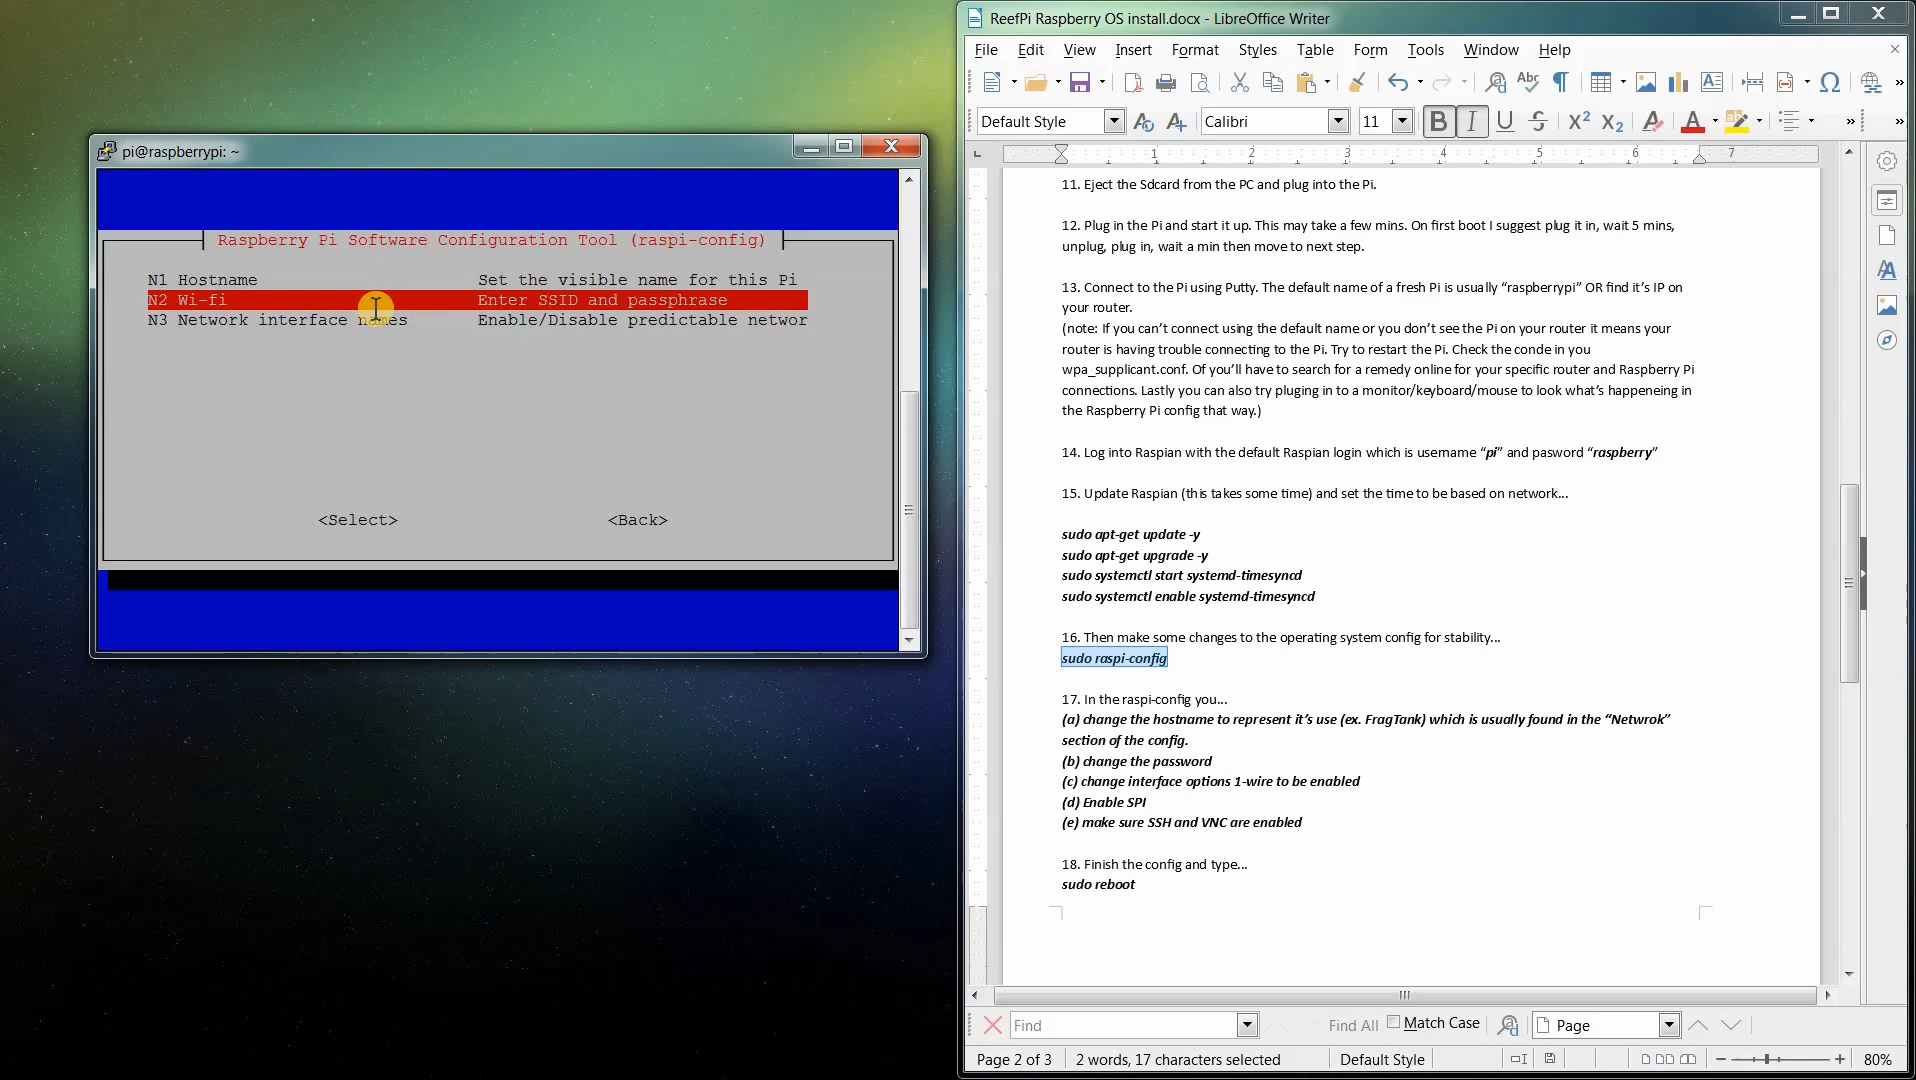 pi@raspberrypi: ~
Raspberry Pi Software Configuration Tool (raspi-config)
N1 Hostname Set the visible name for this Pi
N2 Wi-fi Enter SSID and passphrase
N3 Network interface names Enable/Disable predictable networ
<Select> <Back>
ReefPi Raspberry OS install.docx - LibreOffice Writer
File Edit View Insert Format Styles Table Form Tools Window Help
Default Style Calibri 11
1 2 3 4 5 6 7
11. Eject the Sdcard from the PC and plug into the Pi.
12. Plug in the Pi and start it up. This may take a few mins. On first boot I suggest plug it in, wait 5 mins,
unplug, plug in, wait a min then move to next step.
13. Connect to the Pi using Putty. The default name of a fresh Pi is usually “raspberrypi” OR find it’s IP on
your router.
(note: If you can’t connect using the default name or you don’t see the Pi on your router it means your
router is having trouble connecting to the Pi. Try to restart the Pi. Check the conde in you
wpa_supplicant.conf. Of you’ll have to search for a remedy online for your specific router and Raspberry Pi
connections. Lastly you can also try pluging in to a monitor/keyboard/mouse to look what’s happeneing in
the Raspberry Pi config that way.)
14. Log into Raspian with the default Raspian login which is username “pi” and pasword “raspberry”
15. Update Raspian (this takes some time) and set the time to be based on network...
sudo apt-get update -y
sudo apt-get upgrade -y
sudo systemctl start systemd-timesyncd
sudo systemctl enable systemd-timesyncd
16. Then make some changes to the operating system config for stability...
sudo raspi-config
17. In the raspi-config you...
(a) change the hostname to represent it’s use (ex. FragTank) which is usually found in the “Netwrok”
section of the config.
(b) change the password
(c) change interface options 1-wire to be enabled
(d) Enable SPI
(e) make sure SSH and VNC are enabled
18. Finish the config and type...
sudo reboot
Find Find All Match Case Page
Page 2 of 3 2 words, 17 characters selected Default Style 80%